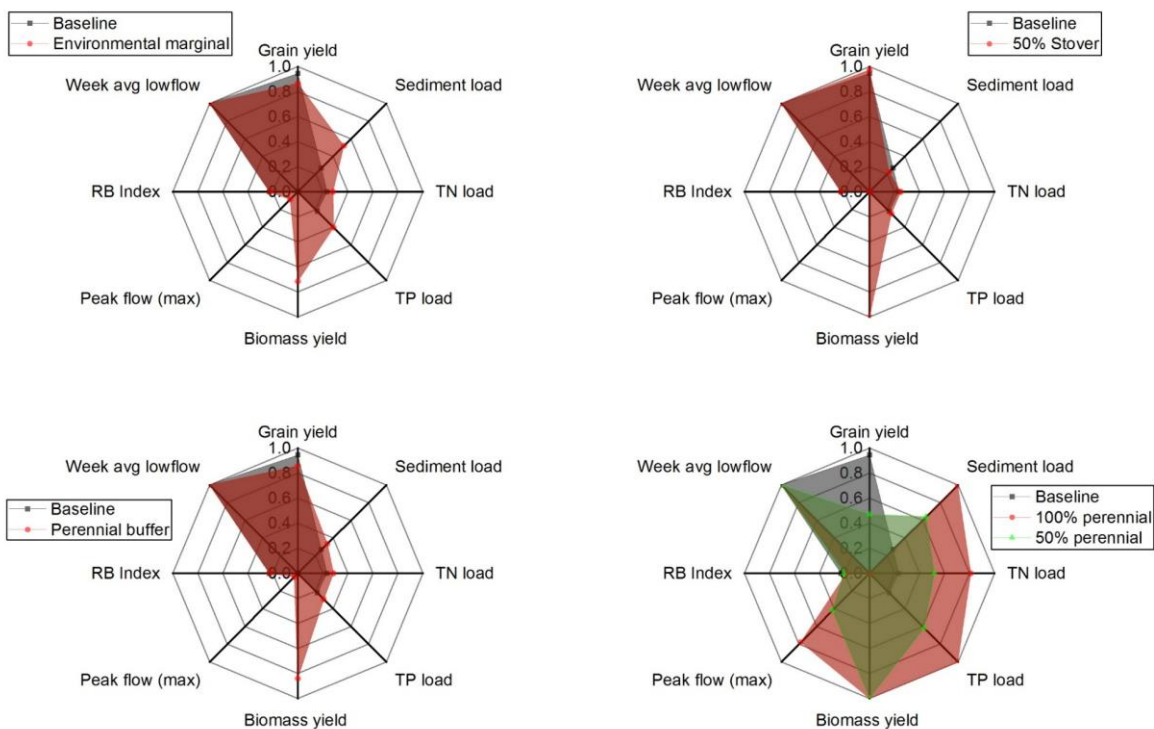 Baseline
Environmental marginal
Grain yield
1.0
0.8
0.6
0.4
0.2
0.0
Sediment load
TN load
TP load
Biomass yield
Peak flow (max)
RB Index
Week avg lowflow
Baseline
50% Stover
Grain yield
1.0
0.8
0.6
0.4
0.2
0.0
Sediment load
TN load
TP load
Biomass yield
Peak flow (max)
RB Index
Week avg lowflow
Baseline
Perennial buffer
Grain yield
1.0
0.8
0.6
0.4
0.2
0.0
Sediment load
TN load
TP load
Biomass yield
Peak flow (max)
RB Index
Week avg lowflow
Baseline
100% perennial
50% perennial
Grain yield
1.0
0.8
0.6
0.4
0.2
0.0
Sediment load
TN load
TP load
Biomass yield
Peak flow (max)
RB Index
Week avg lowflow